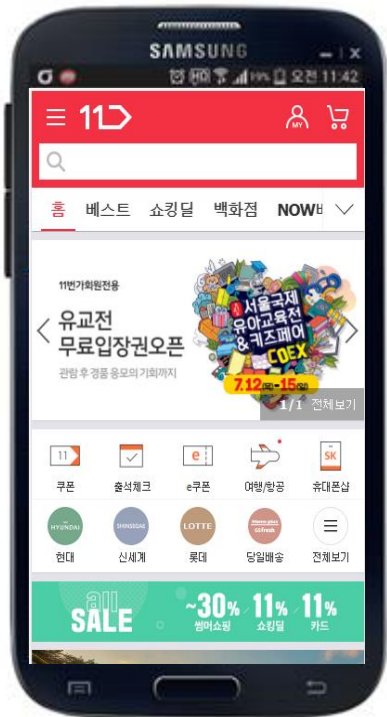 SAMSUNG
오전 11:42
11
MY
홈 베스트 쇼킹딜 백화점 NOW
11번가회원전용
유교전
무료입장권오픈
관람 후 경품 응모의 기회까지
서울국제
유아교육전
&키즈페어
COEX
7.12(목)-15(일)
1/1 전체보기
11 e SK
쿠폰 출석체크 e쿠폰 여행/항공 휴대폰샵
HYUNDAI SHINSEGAE LOTTE
현대 신세계 롯데 당일배송 전체보기
all
SALE
~30% 11% 11%
썸머쇼핑 쇼킹딜 카드